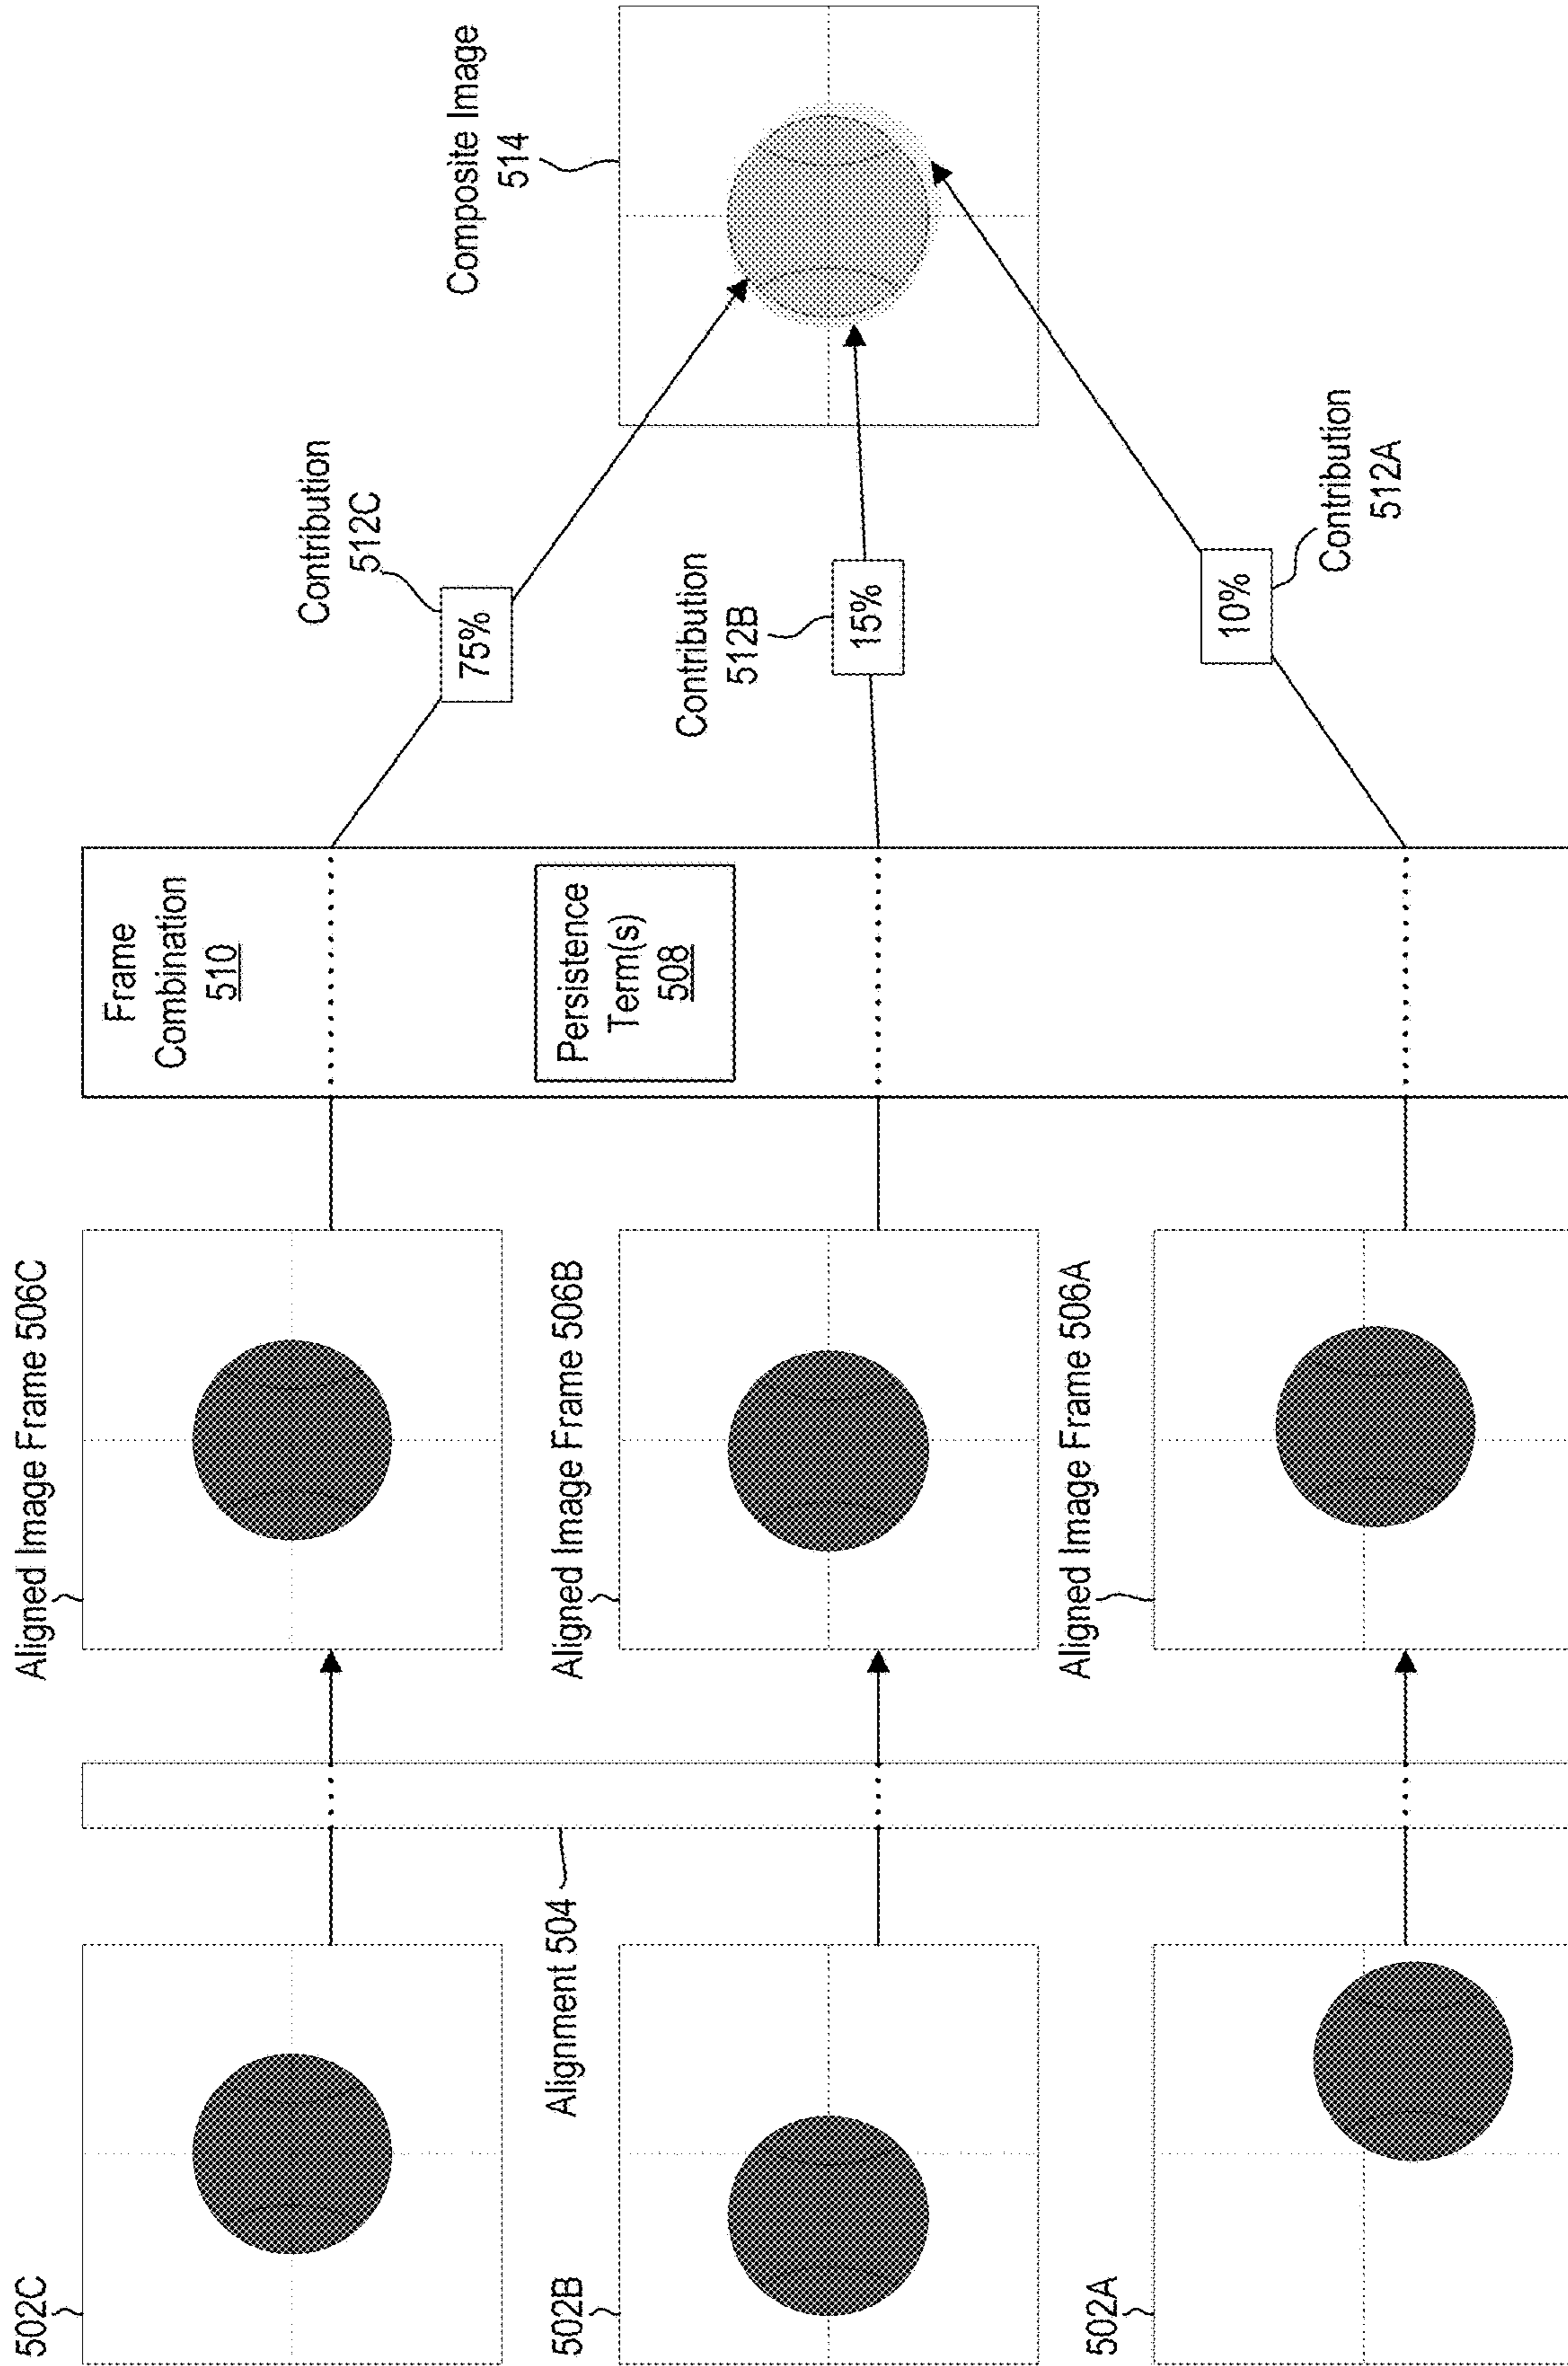 502C
Aligned Image Frame 506C
Frame
Combination
510
Contribution
512C
75%
Composite Image
514
Alignment 504
502B
Aligned Image Frame 506B
Persistence
Term(s)
508
Contribution
512B
15%
502A
Aligned Image Frame 506A
10%
Contribution
512A